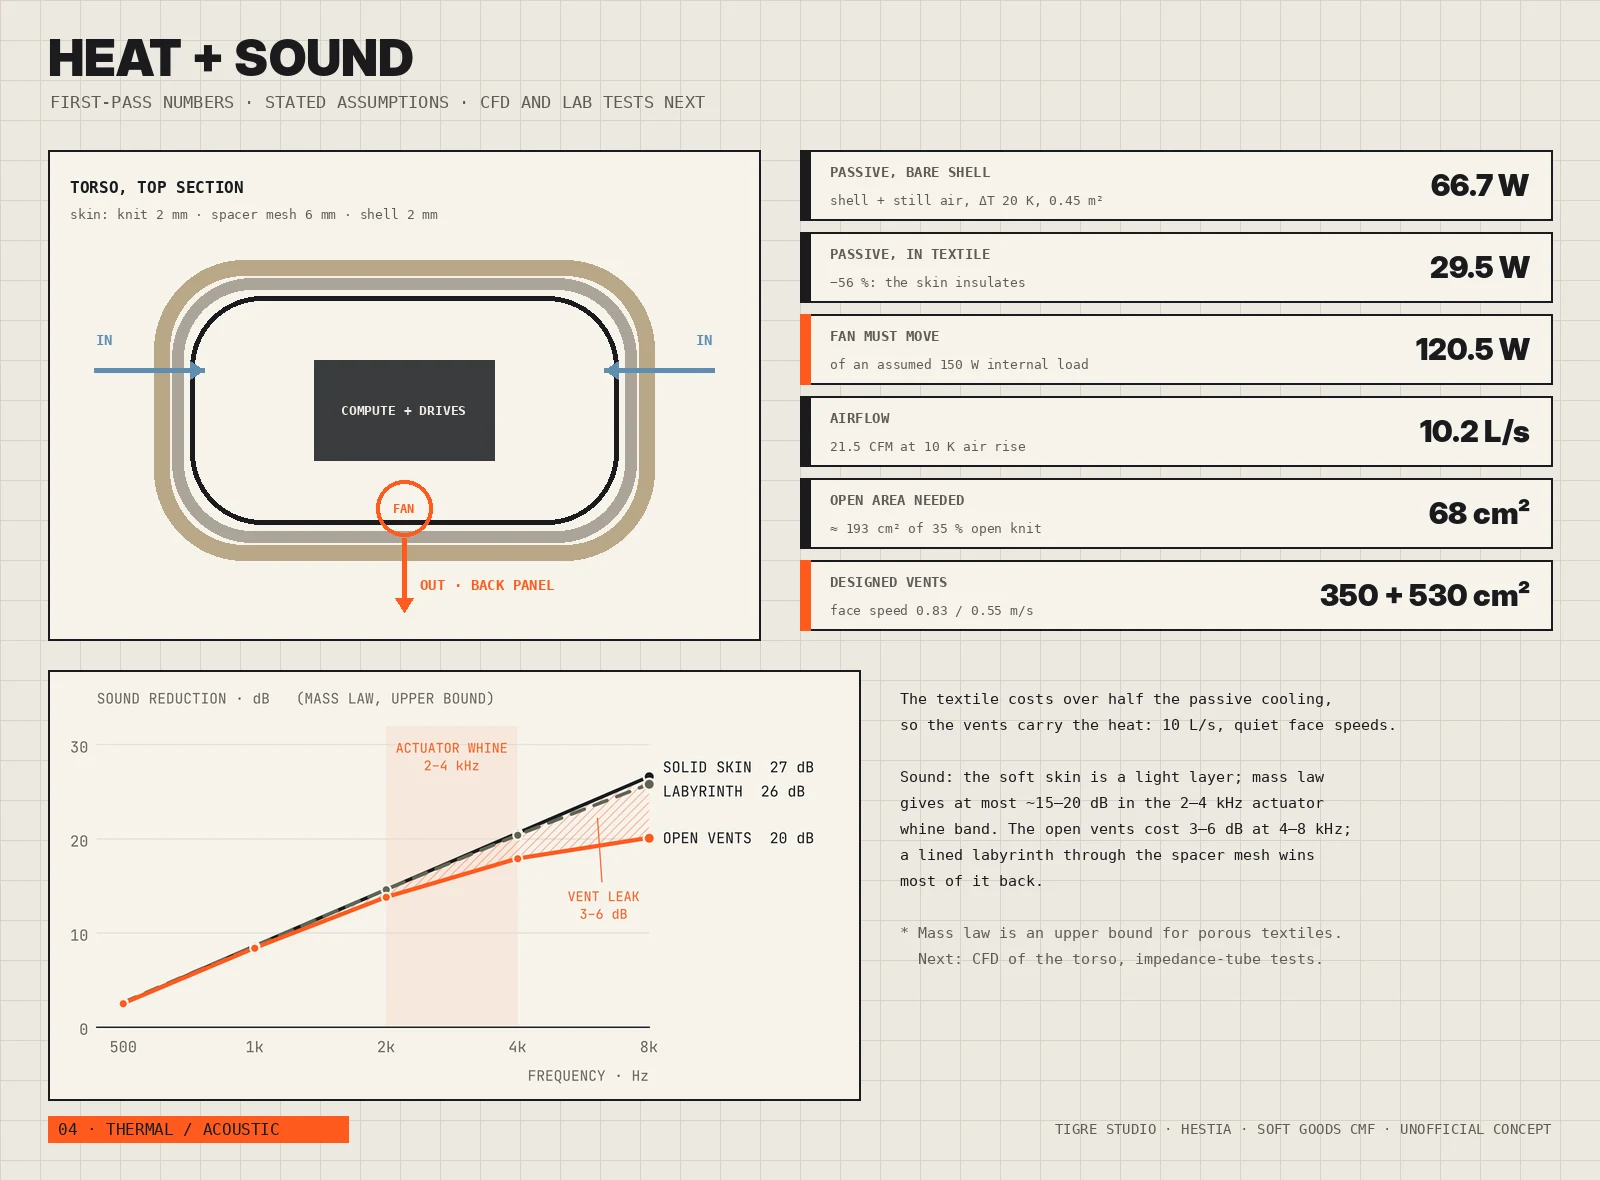 HEAT + SOUND
FIRST-PASS NUMBERS · STATED ASSUMPTIONS · CFD AND LAB TESTS NEXT
TORSO, TOP SECTION
skin: knit 2 mm · spacer mesh 6 mm · shell 2 mm
IN
IN
COMPUTE + DRIVES
FAN
OUT · BACK PANEL
PASSIVE, BARE SHELL
shell + still air, ΔT 20 K, 0.45 m²
66.7 W
PASSIVE, IN TEXTILE
−56 %: the skin insulates
29.5 W
FAN MUST MOVE
of an assumed 150 W internal load
120.5 W
AIRFLOW
21.5 CFM at 10 K air rise
10.2 L/s
OPEN AREA NEEDED
≈ 193 cm² of 35 % open knit
68 cm²
DESIGNED VENTS
face speed 0.83 / 0.55 m/s
350 + 530 cm²
SOUND REDUCTION · dB (MASS LAW, UPPER BOUND)
30
20
10
0
ACTUATOR WHINE
2–4 kHz
SOLID SKIN 27 dB
LABYRINTH 26 dB
OPEN VENTS 20 dB
VENT LEAK
3–6 dB
500 1k 2k 4k 8k
FREQUENCY · Hz
The textile costs over half the passive cooling,
so the vents carry the heat: 10 L/s, quiet face speeds.
Sound: the soft skin is a light layer; mass law
gives at most ~15–20 dB in the 2–4 kHz actuator
whine band. The open vents cost 3–6 dB at 4–8 kHz;
a lined labyrinth through the spacer mesh wins
most of it back.
* Mass law is an upper bound for porous textiles.
Next: CFD of the torso, impedance-tube tests.
04 · THERMAL / ACOUSTIC
TIGRE STUDIO · HESTIA · SOFT GOODS CMF · UNOFFICIAL CONCEPT